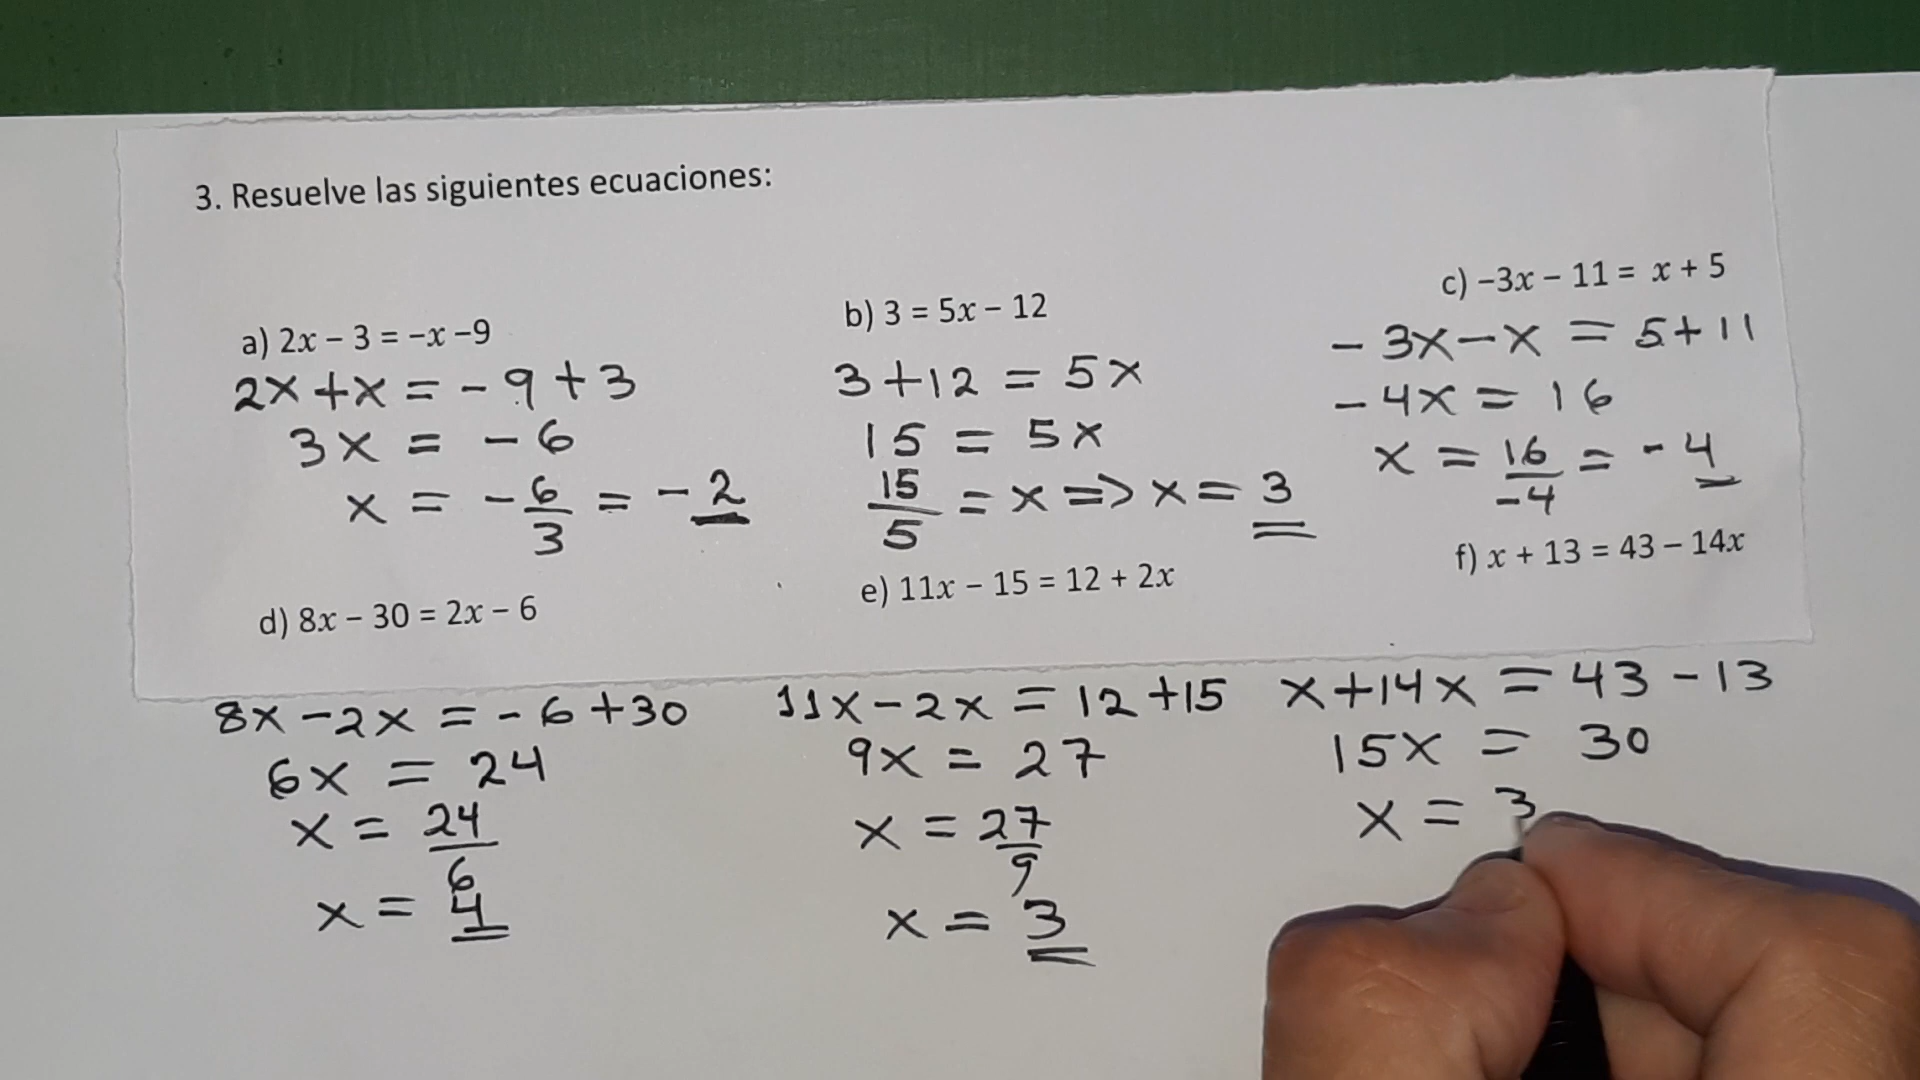 3. Resuelve las siguientes ecuaciones:
a) 2x − 3 = −x −9
2x + x = - 9 + 3
3x = - 6
x = - 6/3 = - 2
b) 3 = 5x − 12
3 + 12 = 5x
15 = 5x
15/5 = x => x = 3
c) −3x − 11 = x + 5
- 3x - x = 5 + 11
- 4x = 16
x = 16/-4 = - 4
d) 8x − 30 = 2x − 6
8x - 2x = - 6 + 30
6x = 24
x = 24/6
x = 4
e) 11x − 15 = 12 + 2x
11x - 2x = 12 + 15
9x = 27
x = 27/9
x = 3
f) x + 13 = 43 − 14x
x + 14x = 43 - 13
15x = 30
x = 3